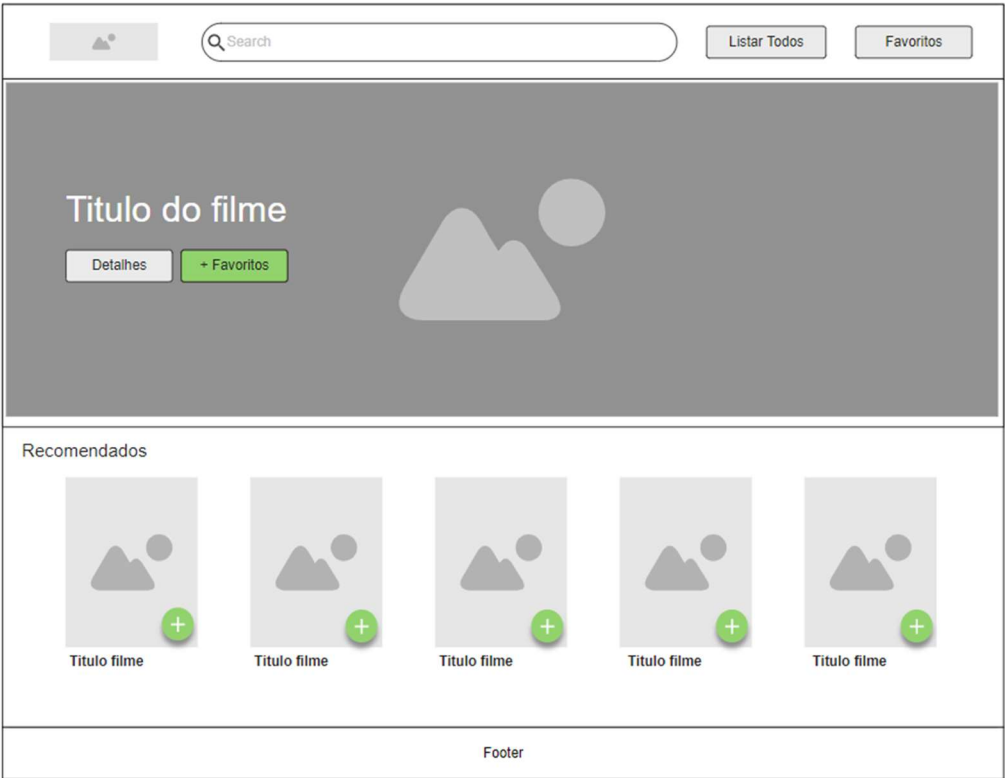 Search
Listar Todos
Favoritos
Titulo do filme
Detalhes
+ Favoritos
Recomendados
Titulo filme
Titulo filme
Titulo filme
Titulo filme
Titulo filme
Footer